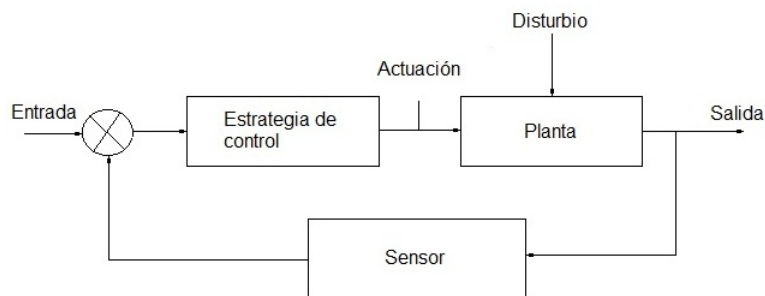 Disturbio
Actuación
Entrada
Estrategia de
control
Planta
Salida
Sensor